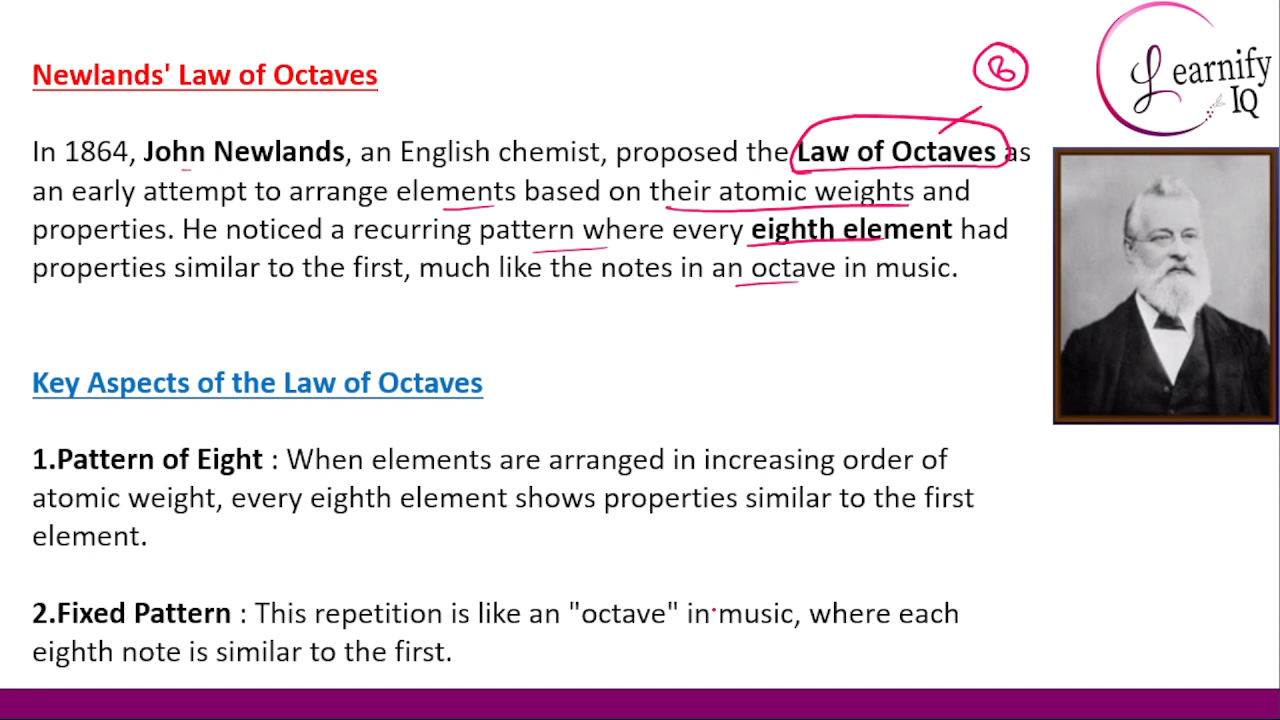 Newlands' Law of Octaves
In 1864, John Newlands, an English chemist, proposed the Law of Octaves as
an early attempt to arrange elements based on their atomic weights and
properties. He noticed a recurring pattern where every eighth element had
properties similar to the first, much like the notes in an octave in music.
Key Aspects of the Law of Octaves
1.Pattern of Eight : When elements are arranged in increasing order of
atomic weight, every eighth element shows properties similar to the first
element.
2.Fixed Pattern : This repetition is like an "octave" in music, where each
eighth note is similar to the first.
Learnify
IQ